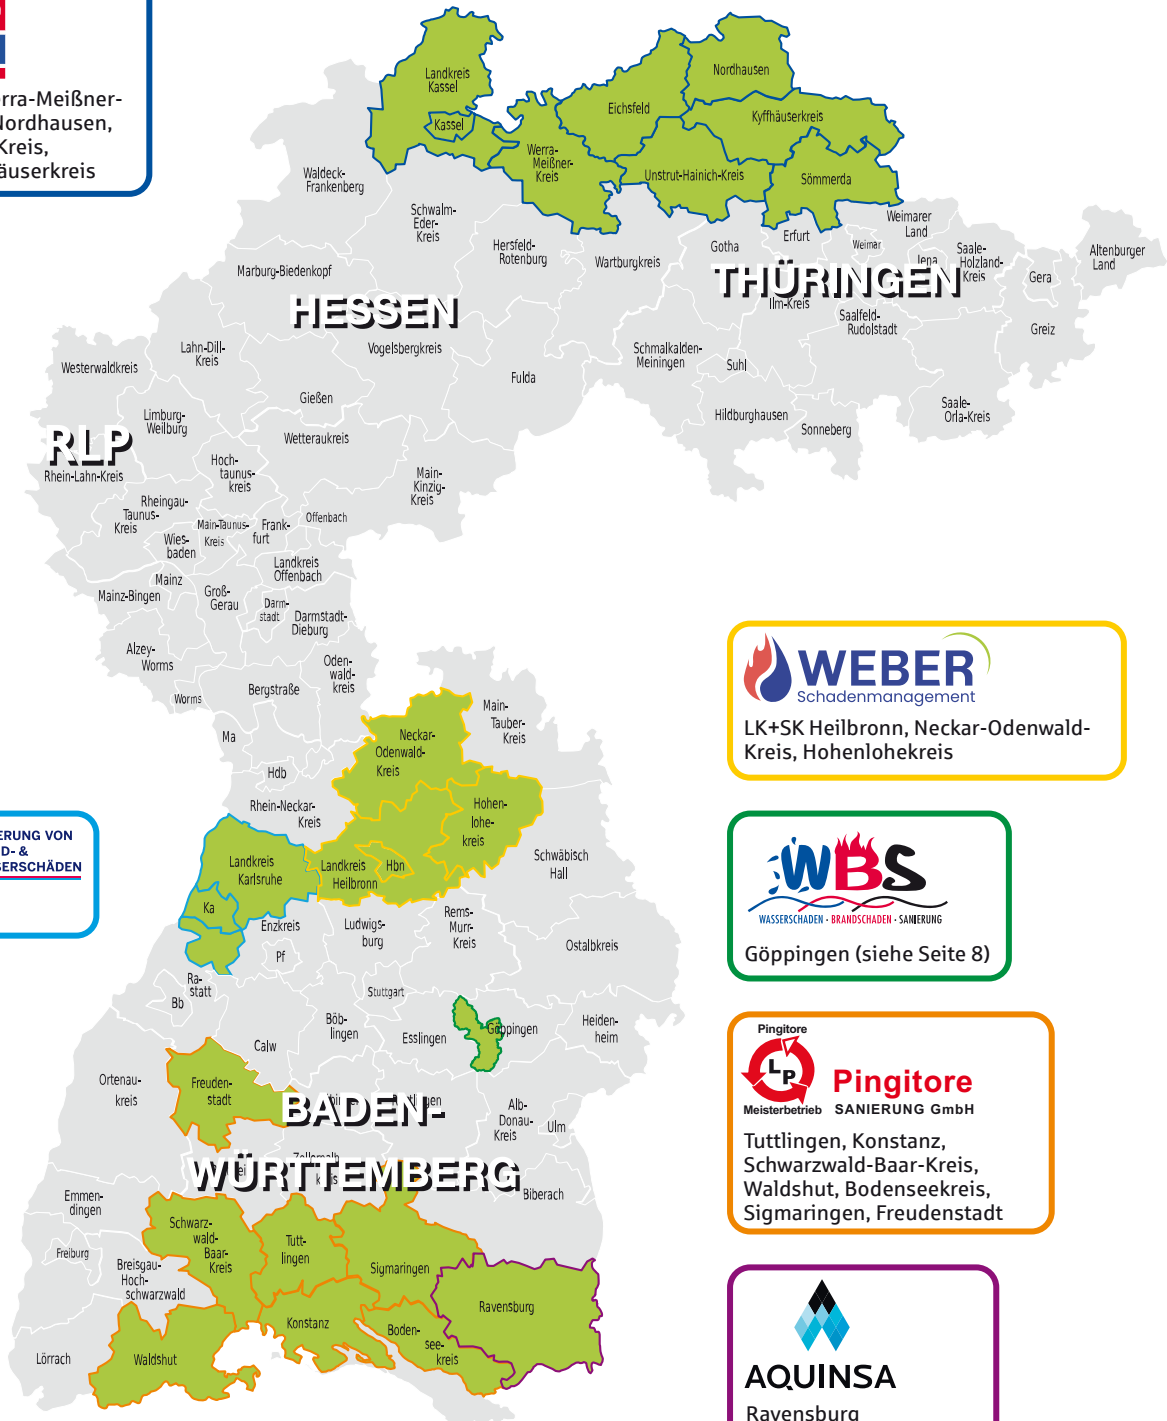 erra-Meißner-
Nordhausen,
Kreis,
häuserkreis
Landkreis
Kassel
Kassel
Nordhausen
Eichsfeld
Kyffhäuserkreis
Werra-
Meißner-
Kreis
Unstrut-Hainich-Kreis
Sömmerda
Waldeck-
Frankenberg
Schwalm-
Eder-
Kreis
Hersfeld-
Rotenburg
Wartburgkreis
Gotha
Erfurt
Weimar
Weimarer
Land
Jena
Saale-
Holzland-
Kreis
Gera
Altenburger
Land
Marburg-Biedenkopf
HESSEN
THÜRINGEN
Ilm-Kreis
Saalfeld-
Rudolstadt
Greiz
Westerwaldkreis
Lahn-Dill-
Kreis
Vogelsbergkreis
Schmalkalden-
Meiningen
Suhl
Fulda
Gießen
Hildburghausen
Sonneberg
Saale-
Orla-Kreis
Limburg-
Weilburg
Wetteraukreis
RLP
Rhein-Lahn-Kreis
Hoch-
taunus-
kreis
Main-
Kinzig-
Kreis
Rheingau-
Taunus-
Kreis
Main-Taunus-
Kreis
Frank-
furt
Offenbach
Wies-
baden
Landkreis
Offenbach
Mainz
Mainz-Bingen
Groß-
Gerau
Darm-
stadt
Darmstadt-
Dieburg
Alzey-
Worms
Oden-
wald-
kreis
Worms
Bergstraße
Main-
Tauber-
Kreis
Ma
Neckar-
Odenwald-
Kreis
Hdb
Rhein-Neckar-
Kreis
Hohen-
lohe-
kreis
WEBER
Schadenmanagement
LK+SK Heilbronn, Neckar-Odenwald-
Kreis, Hohenlohekreis
ERUNG VON
D- &
SERSCHÄDEN
Landkreis
Karlsruhe
Landkreis
Heilbronn
Hbn
Schwäbisch
Hall
Ka
Enzkreis
Pf
Ludwigs-
burg
Rems-
Murr-
Kreis
Ostalbkreis
WBS
WASSERSCHADEN · BRANDSCHADEN · SANIERUNG
Göppingen (siehe Seite 8)
Ra-
statt
Bb
Stuttgart
Böb-
lingen
Esslingen
Göppingen
Heiden-
heim
Calw
Ortenau-
kreis
Freuden-
stadt
Alb-
Donau-
Kreis
Ulm
BADEN-
WÜRTTEMBERG
Biberach
Pingitore
LP
Meisterbetrieb
Pingitore
SANIERUNG GmbH
Tuttlingen, Konstanz,
Schwarzwald-Baar-Kreis,
Waldshut, Bodenseekreis,
Sigmaringen, Freudenstadt
Emmen-
dingen
Schwarz-
wald-
Baar-
Kreis
Tutt-
lingen
Sigmaringen
Freiburg
Breisgau-
Hoch-
schwarzwald
Ravensburg
Konstanz
Boden-
see-
kreis
Lörrach
Waldshut
AQUINSA
Ravensburg